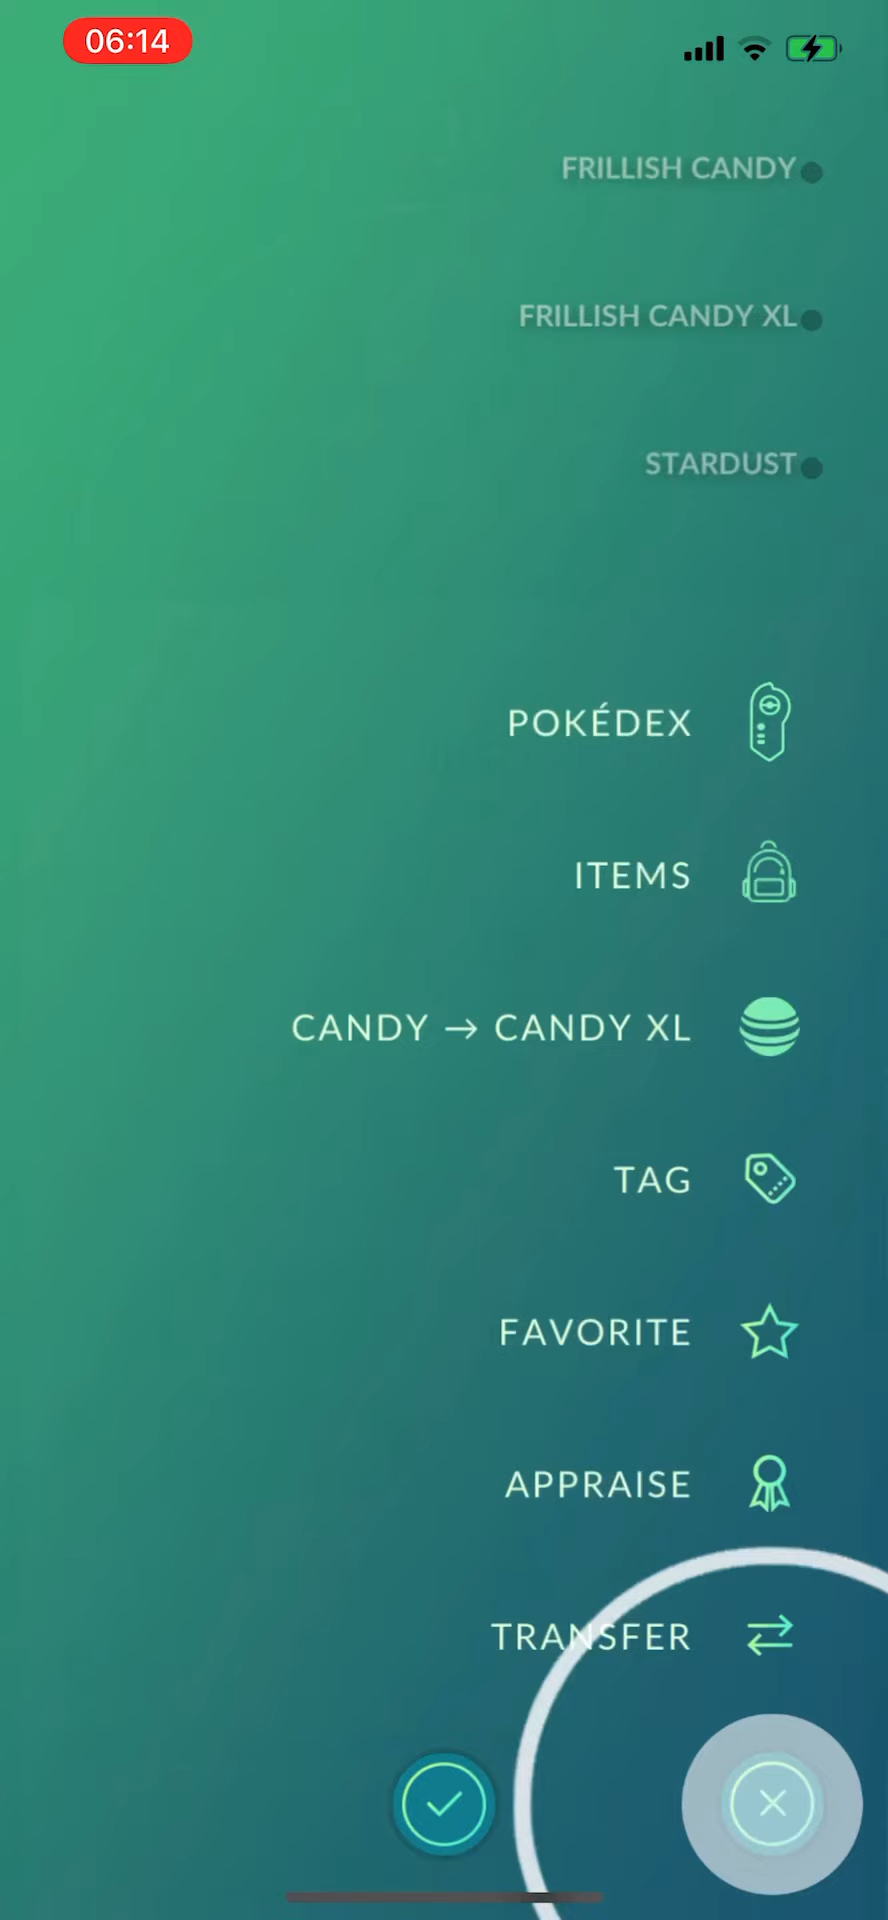 06:14
FRILLISH CANDY
FRILLISH CANDY XL
STARDUST
POKÉDEX
ITEMS
CANDY → CANDY XL
TAG
FAVORITE
APPRAISE
TRANSFER